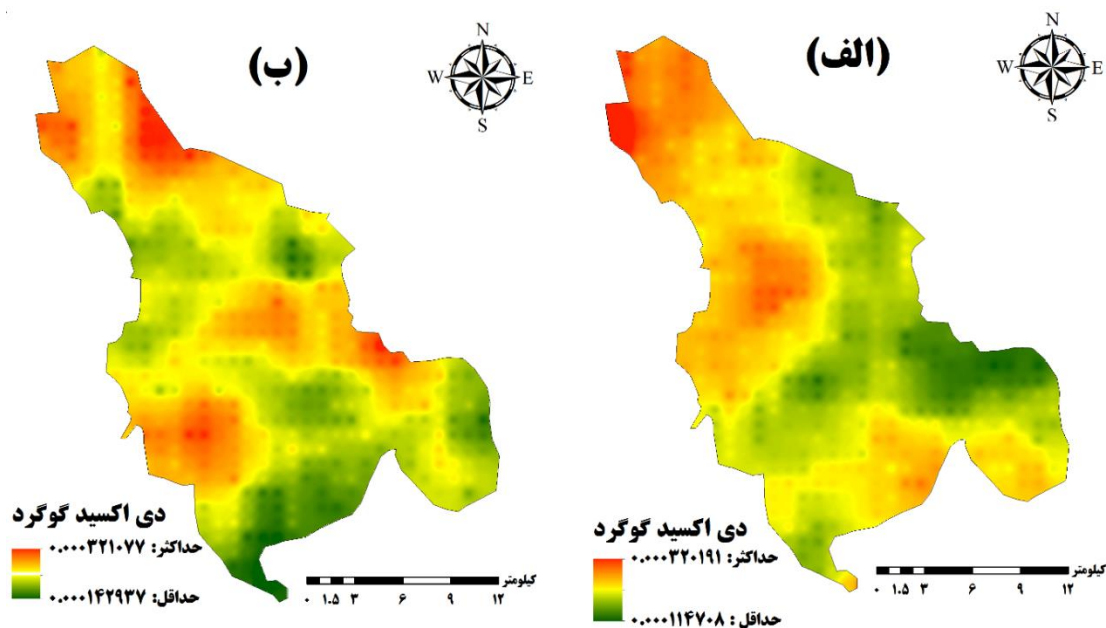 (الف)
N
W E
S
دی اکسید گوگرد
حداکثر: ۰.۰۰۰۳۲۰۱۹۱
حداقل: ۰.۰۰۰۱۱۴۷۰۸
کیلومتر
۰ ۱.۵ ۳ ۶ ۹ ۱۲
(ب)
N
W E
S
دی اکسید گوگرد
حداکثر: ۰.۰۰۰۳۲۱۰۷۷
حداقل: ۰.۰۰۰۱۴۲۹۳۷
کیلومتر
۰ ۱.۵ ۳ ۶ ۹ ۱۲